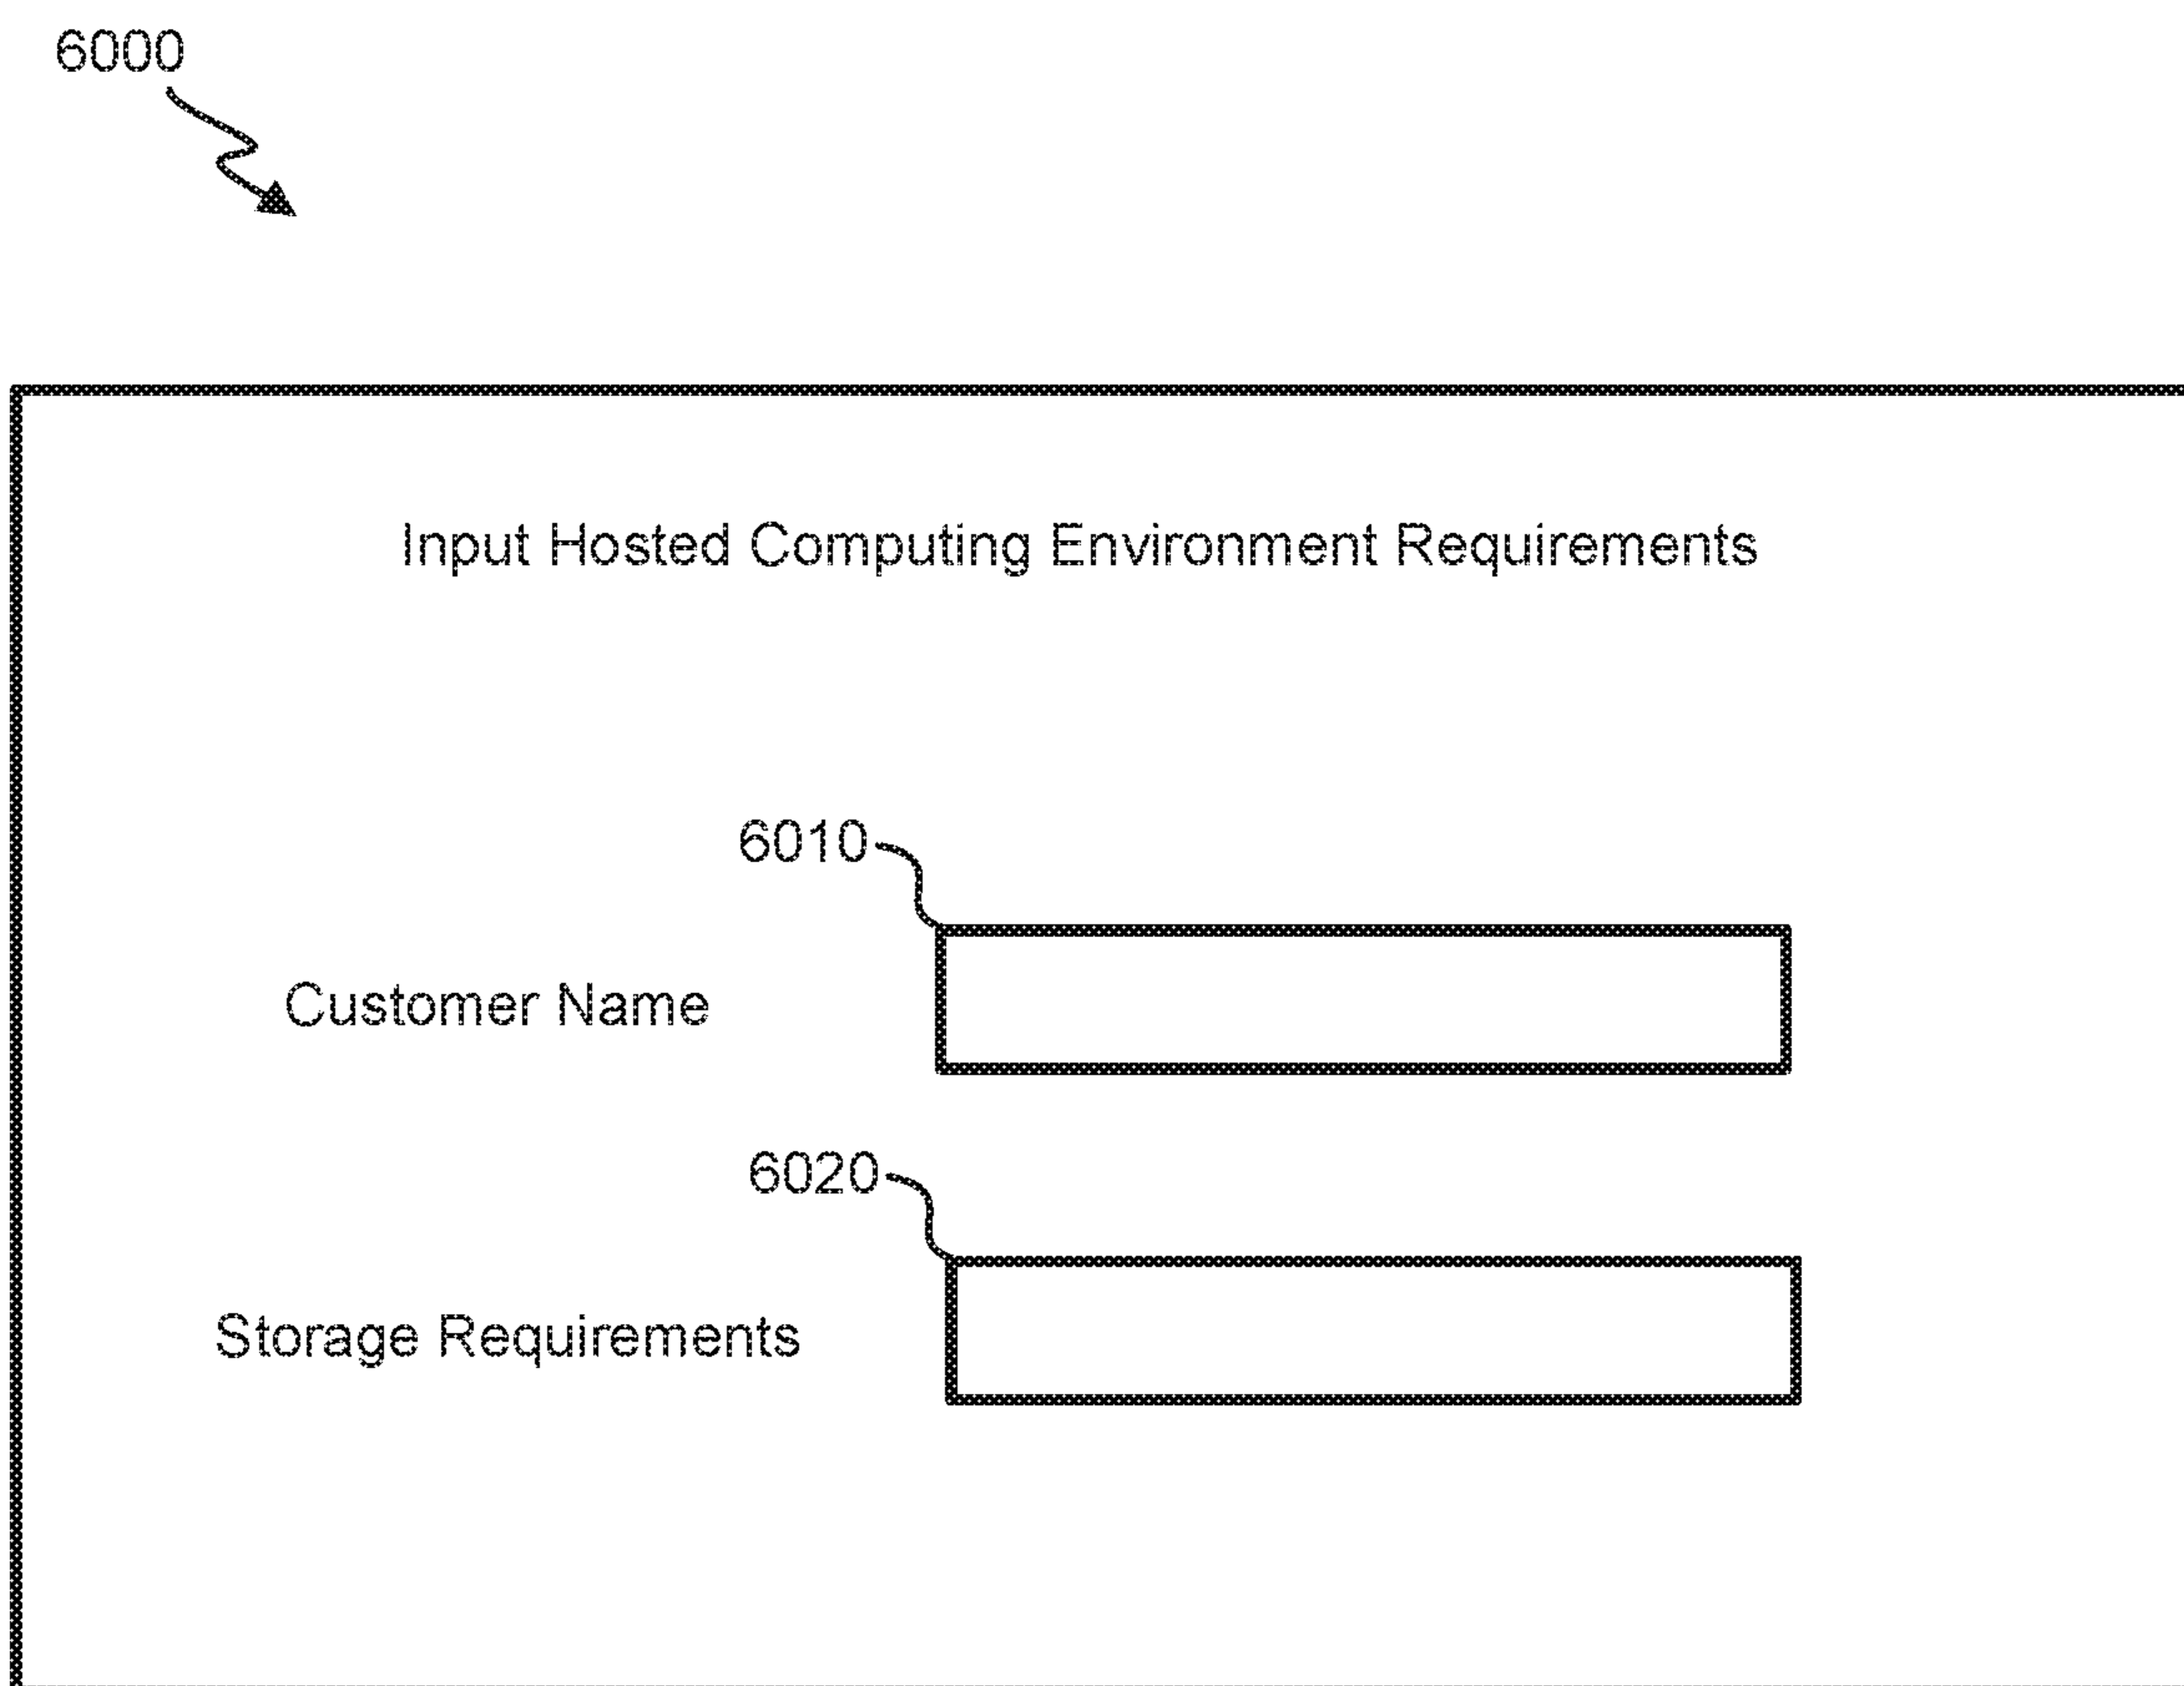 6000
Input Hosted Computing Environment Requirements
6010
Customer Name
6020
Storage Requirements